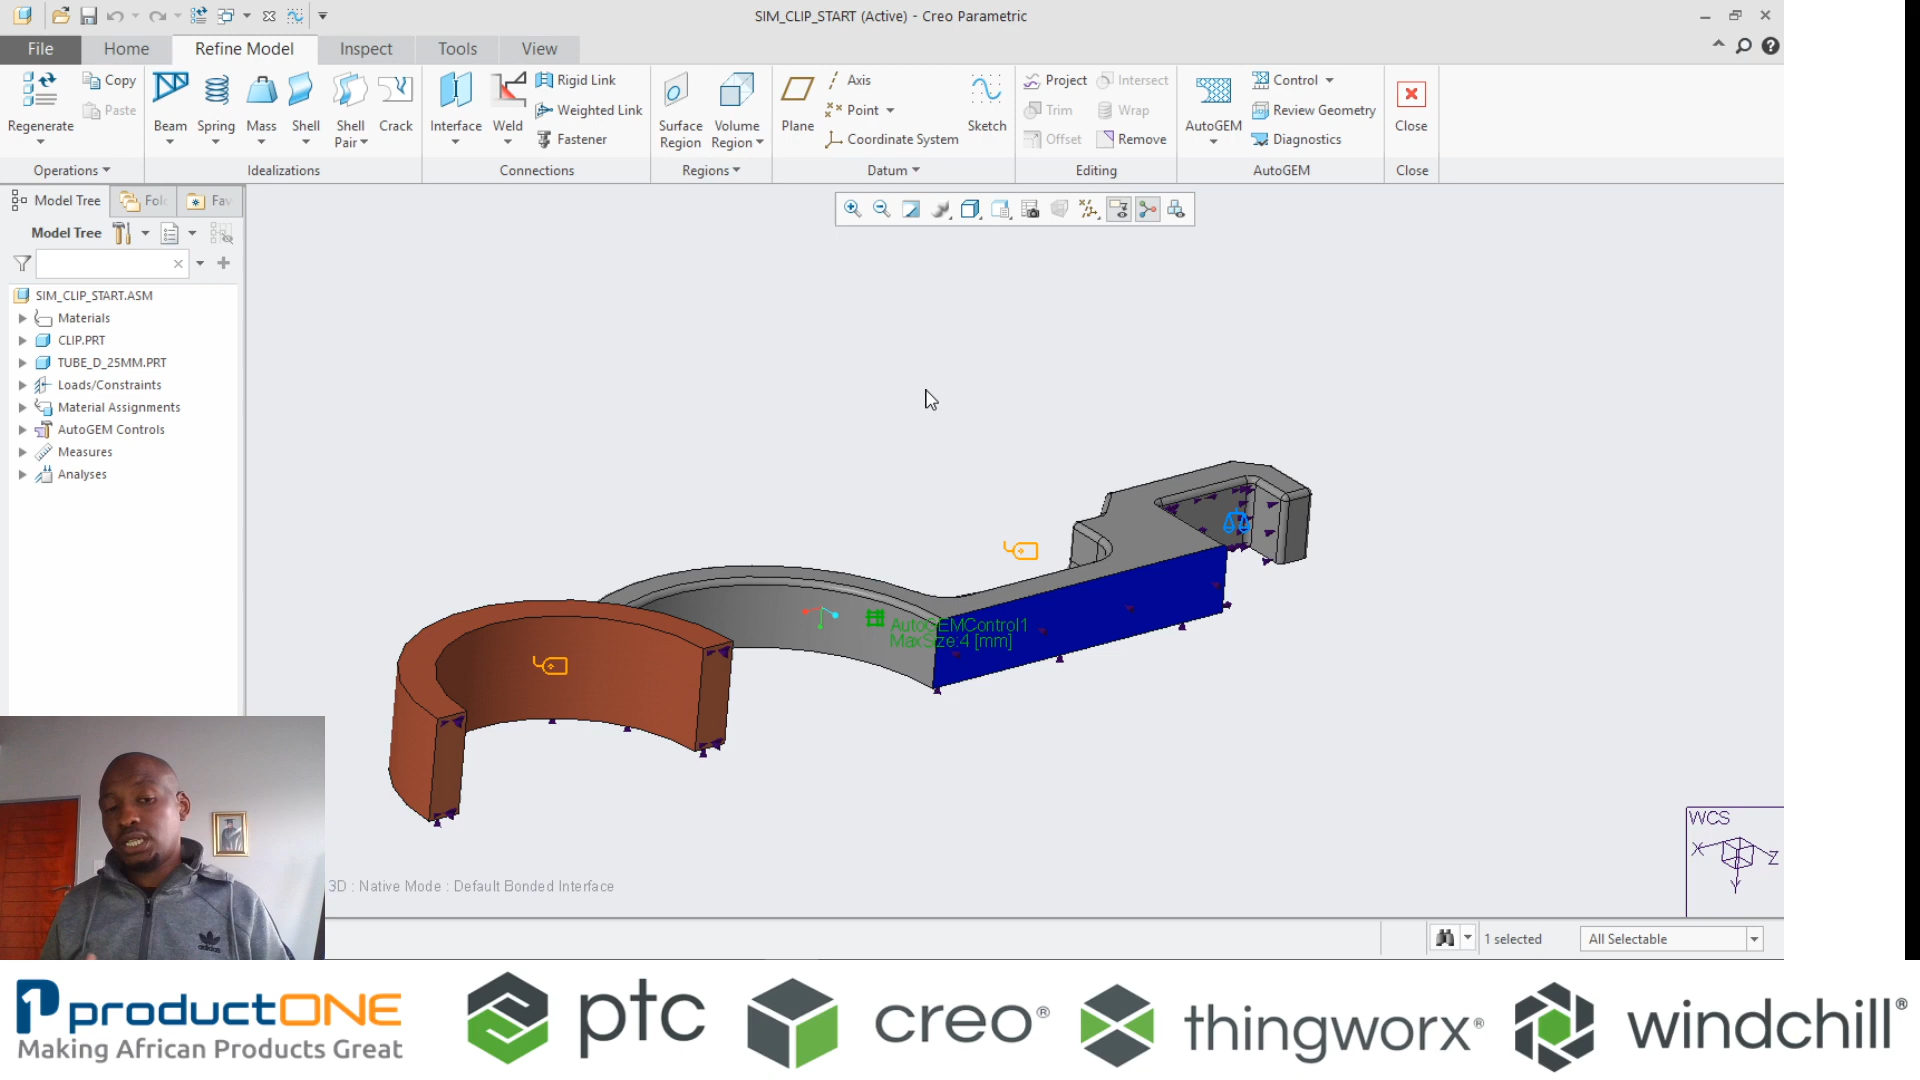 SIM_CLIP_START (Active) - Creo Parametric
File
Home
Refine Model
Inspect
Tools
View
Regenerate
Copy
Paste
Beam
Spring
Mass
Shell
Shell
Pair
Crack
Interface
Weld
Rigid Link
Weighted Link
Fastener
Surface
Region
Volume
Region
Plane
Axis
Point
Coordinate System
Sketch
Project
Intersect
Trim
Wrap
Offset
Remove
AutoGEM
Control
Review Geometry
Diagnostics
Close
Operations
Idealizations
Connections
Regions
Datum
Editing
AutoGEM
Close
Model Tree
Fol
Fav
Model Tree
SIM_CLIP_START.ASM
Materials
CLIP.PRT
TUBE_D_25MM.PRT
Loads/Constraints
Material Assignments
AutoGEM Controls
Measures
Analyses
AutoGEMControl1
MaxSize:4 [mm]
WCS
X
Z
Y
3D : Native Mode : Default Bonded Interface
1 selected
All Selectable
adidas
productONE
Making African Products Great
ptc
creo®
thingworx®
windchill®